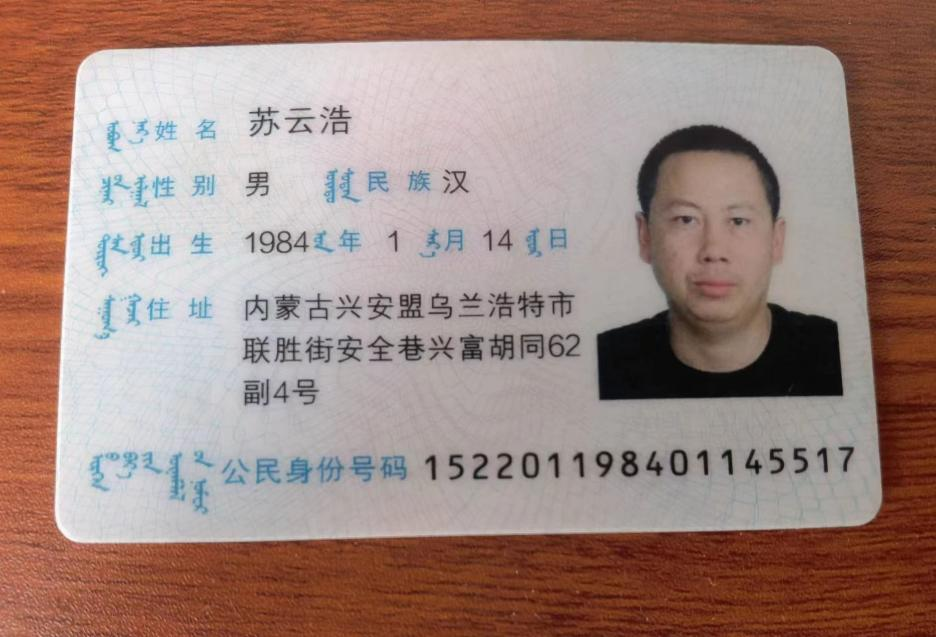 姓名 苏云浩
性别 男 民族 汉
出生 1984 年 1 月 14 日
住址 内蒙古兴安盟乌兰浩特市
联胜街安全巷兴富胡同62
副4号
公民身份号码 152201198401145517